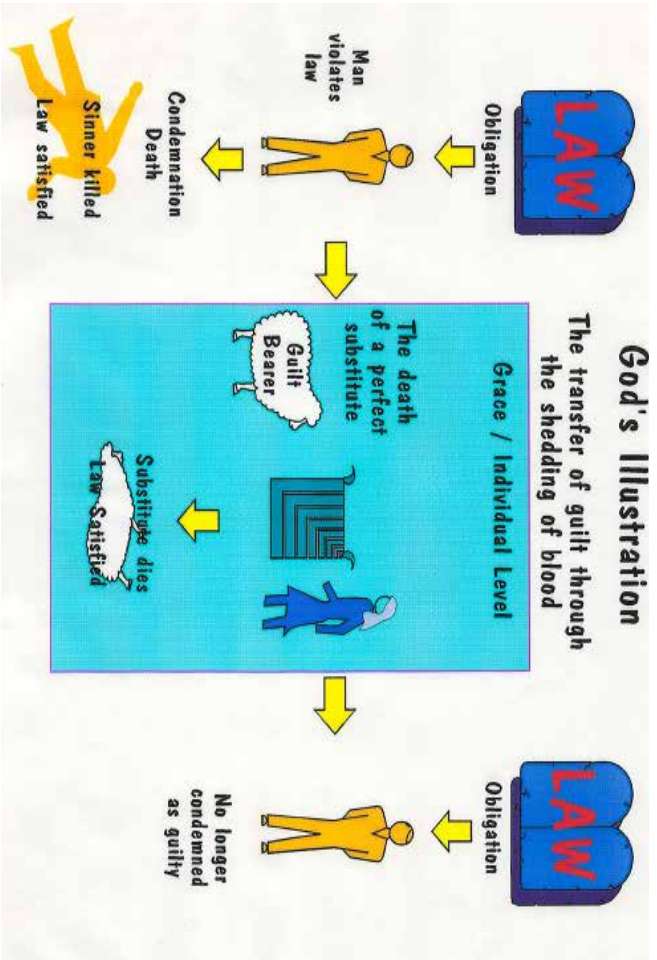 God's Illustration
The transfer of guilt through
the shedding of blood
Grace / Individual Level
LAW
Obligation
Man
violates
law
Condemnation
Death
Sinner killed
Law satisfied
The death
of a perfect
substitute
Guilt
Bearer
Substitute dies
Law Satisfied
LAW
Obligation
No longer
condemned
as guilty